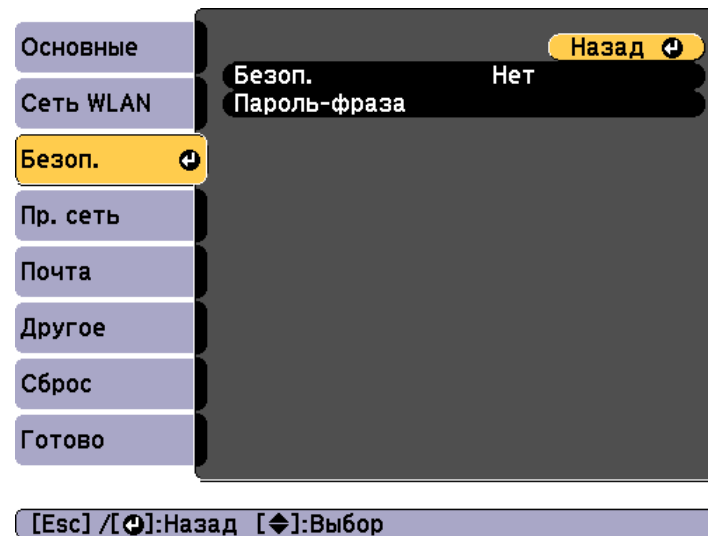 Основные
Сеть WLAN
Безоп.
Пр. сеть
Почта
Другое
Сброс
Готово
Назад
Безоп. Нет
Пароль-фраза
[Esc] /[⏎]:Назад [◆]:Выбор